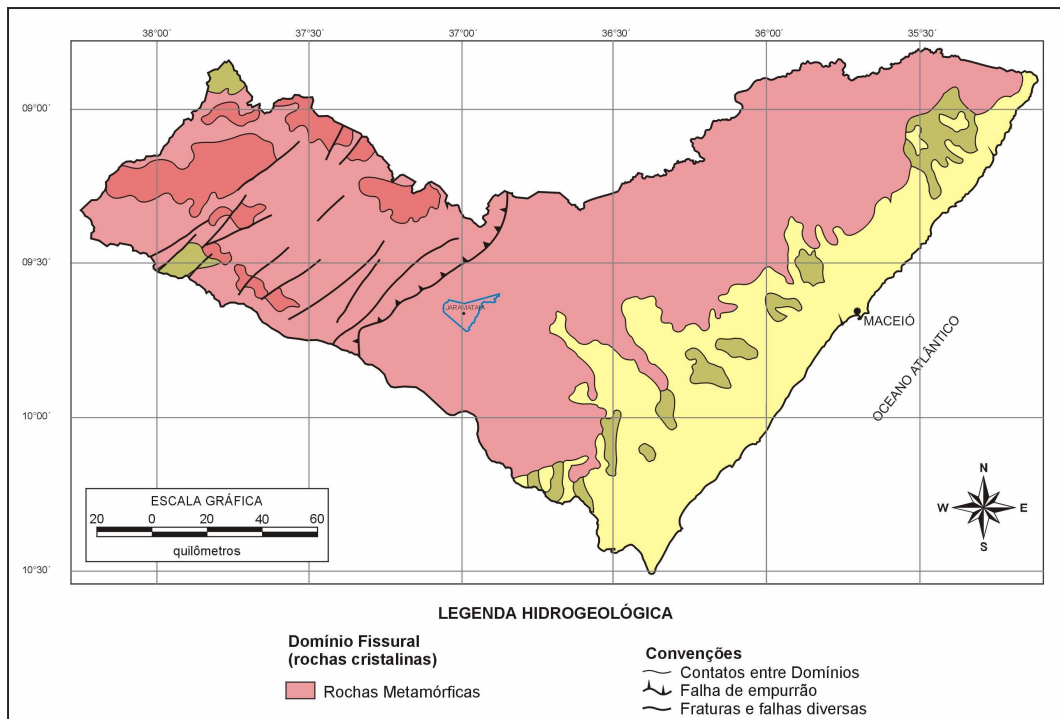 38°00' 37°30' 37°00' 36°30' 36°00' 35°30'
09°00'
JARAMATAIA
09°30'
MACEIÓ
OCEANO ATLÂNTICO
10°00'
10°30'
ESCALA GRÁFICA
20 0 20 40 60
quilômetros
N
W E
S
LEGENDA HIDROGEOLÓGICA
Domínio Fissural
(rochas cristalinas)
Rochas Metamórficas
Convenções
Contatos entre Domínios
Falha de empurrão
Fraturas e falhas diversas